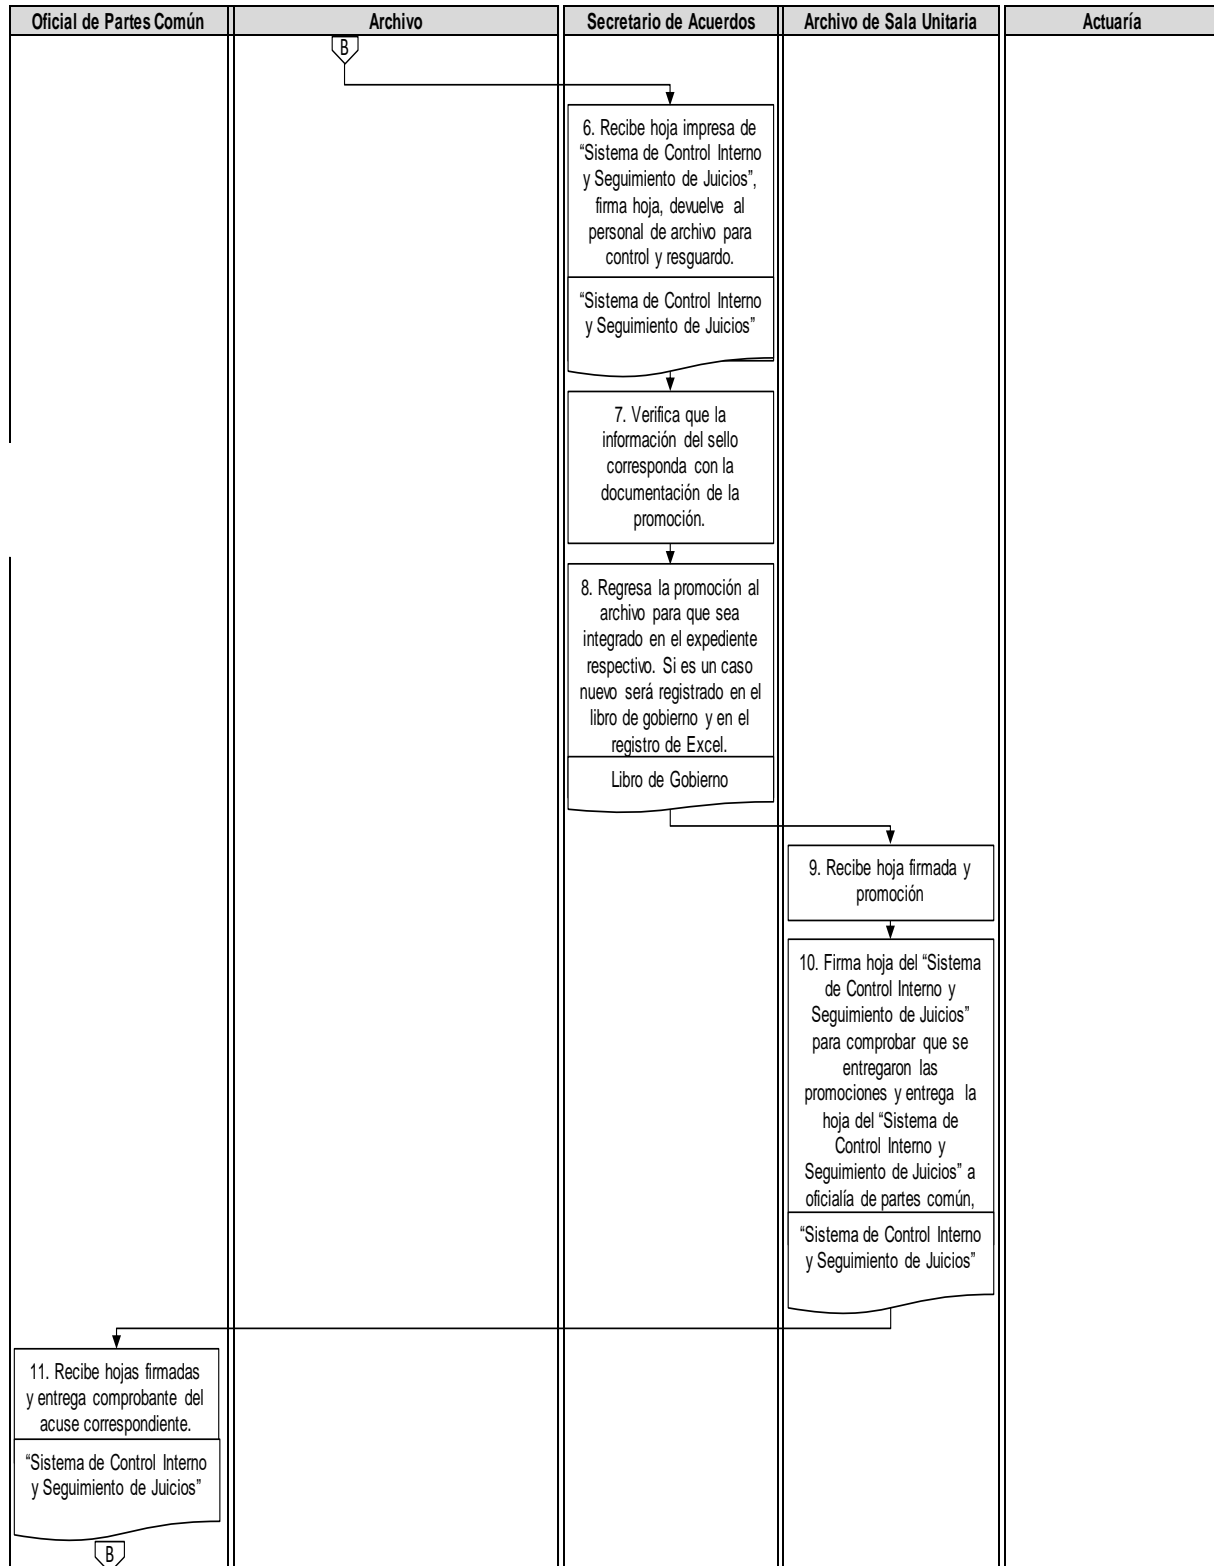 Oficial de Partes Común
Archivo
Secretario de Acuerdos
Archivo de Sala Unitaria
Actuaría
B
6. Recibe hoja impresa de
“Sistema de Control Interno
y Seguimiento de Juicios”,
firma hoja, devuelve al
personal de archivo para
control y resguardo.
“Sistema de Control Interno
y Seguimiento de Juicios”
7. Verifica que la
información del sello
corresponda con la
documentación de la
promoción.
8. Regresa la promoción al
archivo para que sea
integrado en el expediente
respectivo. Si es un caso
nuevo será registrado en el
libro de gobierno y en el
registro de Excel.
Libro de Gobierno
9. Recibe hoja firmada y
promoción
10. Firma hoja del “Sistema
de Control Interno y
Seguimiento de Juicios”
para comprobar que se
entregaron las
promociones y entrega la
hoja del “Sistema de
Control Interno y
Seguimiento de Juicios” a
oficialía de partes común,
“Sistema de Control Interno
y Seguimiento de Juicios”
11. Recibe hojas firmadas
y entrega comprobante del
acuse correspondiente.
“Sistema de Control Interno
y Seguimiento de Juicios”
B